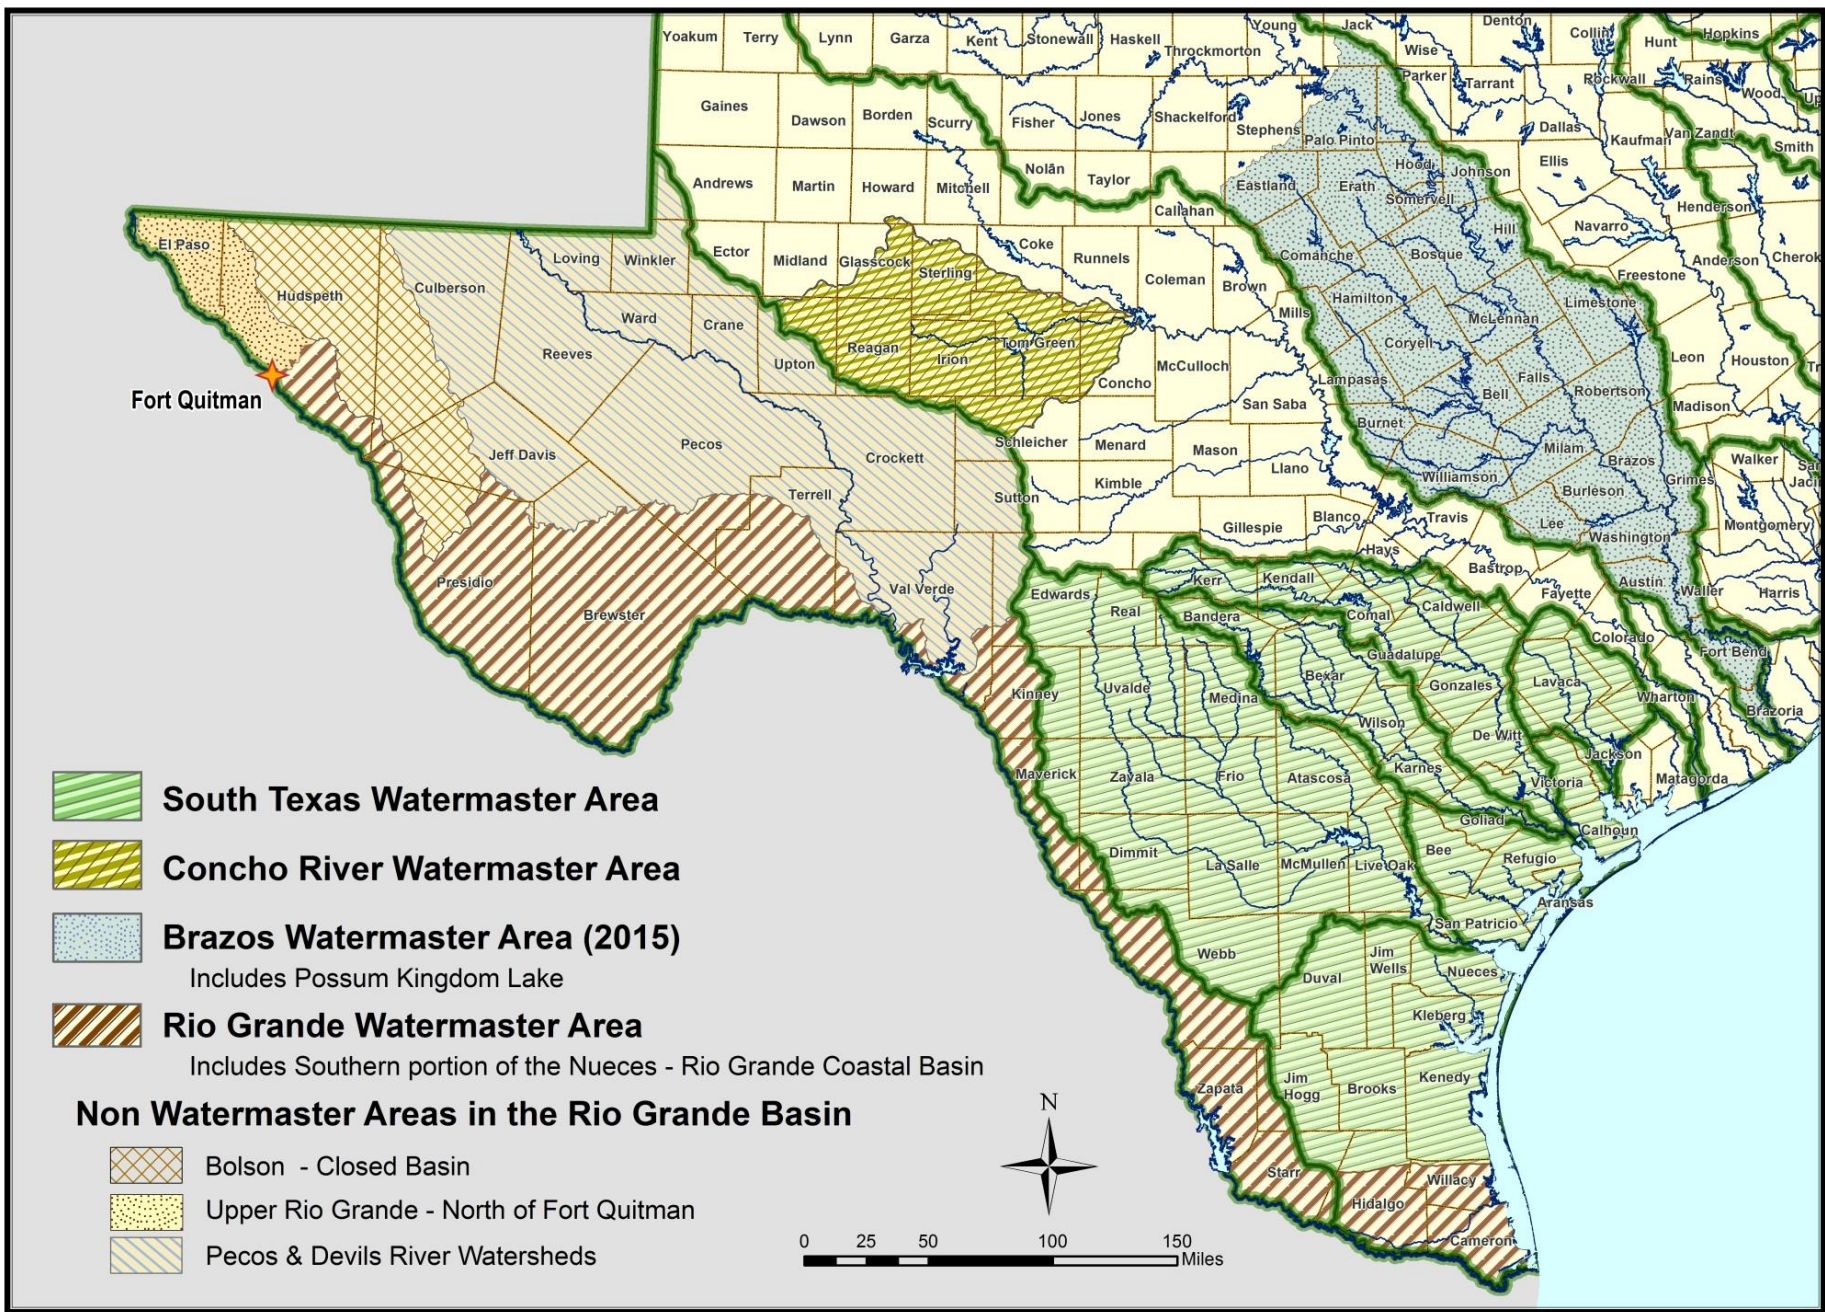 Yoakum
Terry
Lynn
Garza
Kent
Stonewall
Haskell
Throckmorton
Young
Jack
Wise
Denton
Collin
Hunt
Hopkins
Gaines
Dawson
Borden
Scurry
Fisher
Jones
Shackelford
Stephens
Palo Pinto
Parker
Tarrant
Dallas
Rockwall
Rains
Wood
Up
Kaufman
Van Zandt
Smith
Andrews
Martin
Howard
Mitchell
Nolan
Taylor
Callahan
Eastland
Erath
Hood
Somervell
Johnson
Ellis
Henderson
Navarro
Hill
El Paso
Hudspeth
Culberson
Loving
Winkler
Ector
Midland
Glasscock
Sterling
Coke
Runnels
Coleman
Brown
Comanche
Bosque
Freestone
Anderson
Cherok
Hamilton
Limestone
McLennan
Mills
Ward
Crane
Reeves
Upton
Reagan
Irion
Tom Green
Concho
McCulloch
Coryell
Leon
Houston
Tr
Fort Quitman
Lampasas
Falls
Bell
Robertson
Madison
San Saba
Burnet
Jeff Davis
Pecos
Crockett
Schleicher
Menard
Mason
Llano
Milam
Brazos
Walker
San
Jaci
Grimes
Williamson
Burleson
Terrell
Sutton
Kimble
Gillespie
Blanco
Travis
Lee
Washington
Montgomery
Hays
Bastrop
Presidio
Brewster
Val Verde
Edwards
Real
Kerr
Kendall
Bandera
Comal
Caldwell
Fayette
Austin
Waller
Harris
Colorado
Fort Bend
Guadalupe
Kinney
Uvalde
Medina
Bexar
Gonzales
Lavaca
Wharton
Brazoria
Wilson
De Witt
Jackson
Matagorda
Maverick
Zavala
Frio
Atascosa
Karnes
Victoria
Goliad
Calhoun
Dimmit
La Salle
McMullen
Live Oak
Bee
Refugio
Aransas
San Patricio
Webb
Duval
Jim
Wells
Nueces
Kleberg
Zapata
Jim
Hogg
Brooks
Kenedy
Starr
Hidalgo
Willacy
Cameron
South Texas Watermaster Area
Concho River Watermaster Area
Brazos Watermaster Area (2015)
Includes Possum Kingdom Lake
Rio Grande Watermaster Area
Includes Southern portion of the Nueces - Rio Grande Coastal Basin
Non Watermaster Areas in the Rio Grande Basin
Bolson - Closed Basin
Upper Rio Grande - North of Fort Quitman
Pecos & Devils River Watersheds
N
0 25 50 100 150
Miles